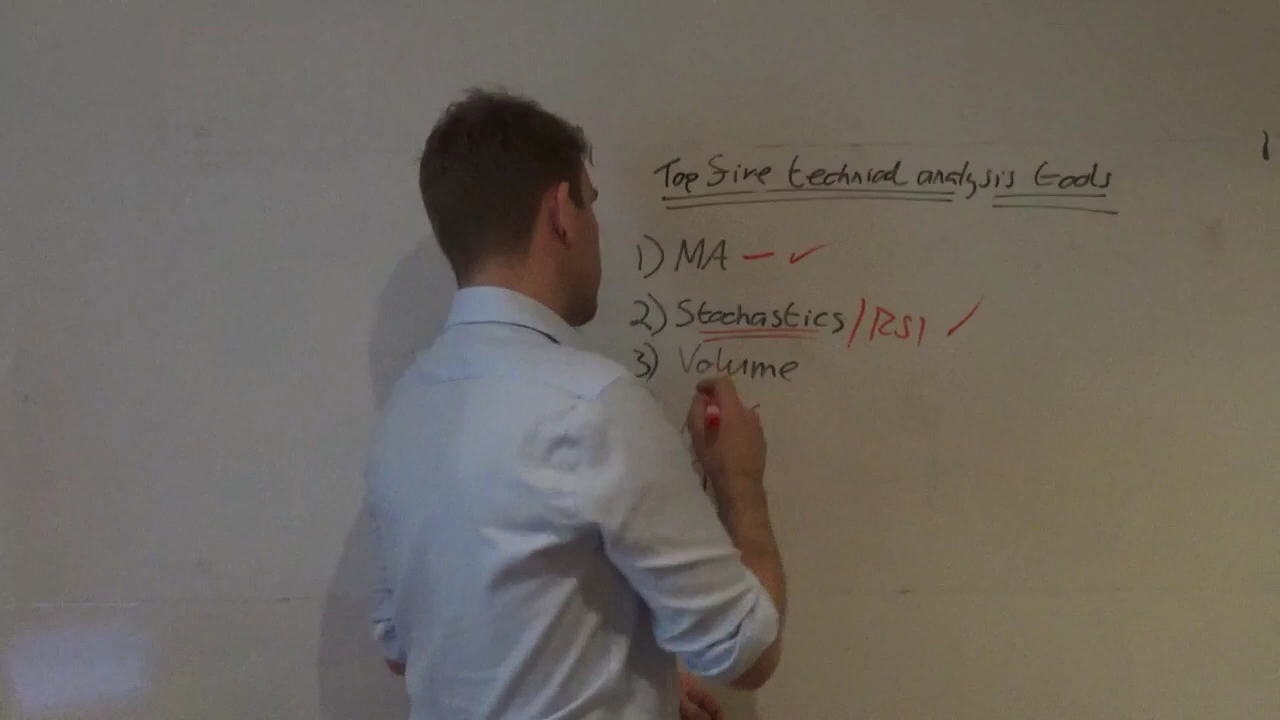 Top five technical analysis tools
1) MA - ✓
2) Stochastics / RSI ✓
3) Volume